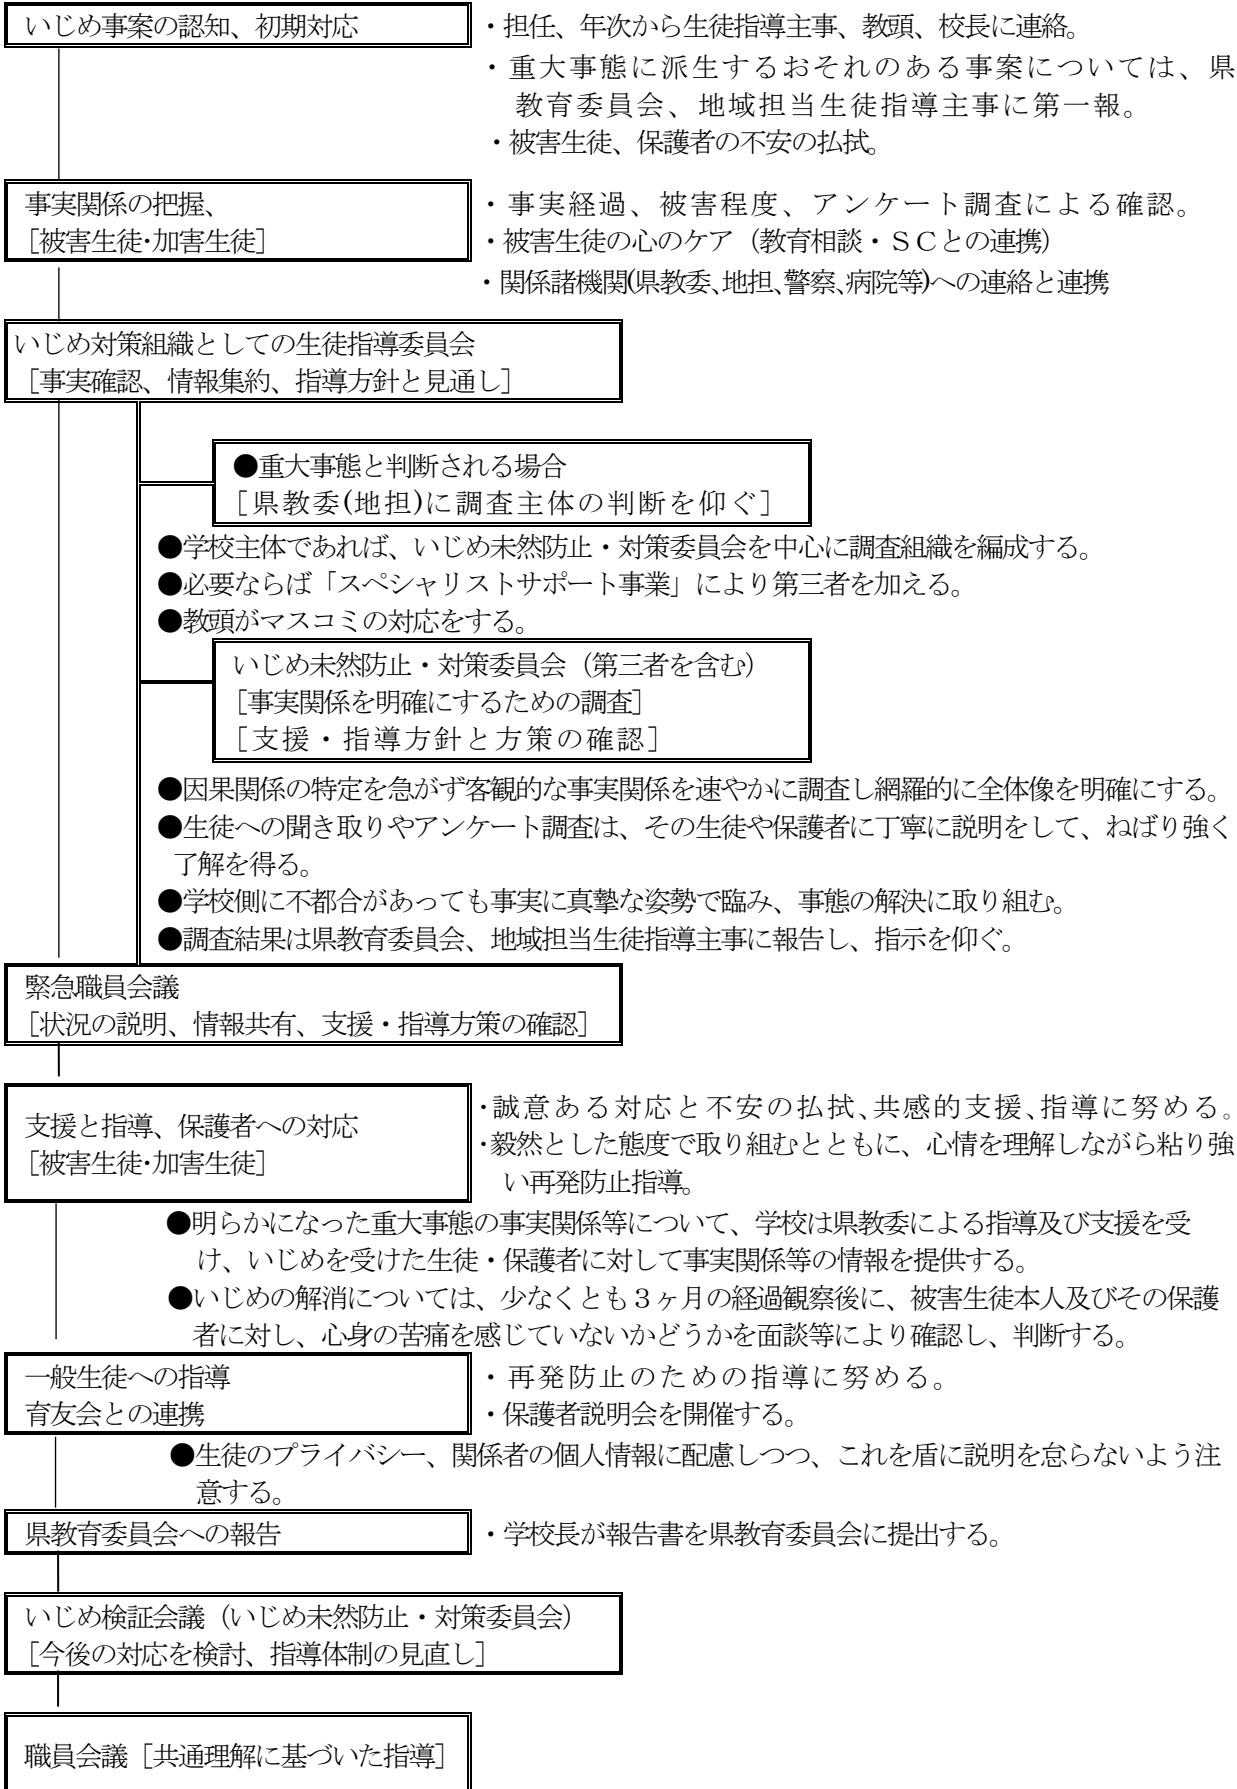 いじめ事案の認知、初期対応
・担任、年次から生徒指導主事、教頭、校長に連絡。
・重大事態に派生するおそれのある事案については、県
教育委員会、地域担当生徒指導主事に第一報。
・被害生徒、保護者の不安の払拭。
事実関係の把握、
［被害生徒・加害生徒］
・事実経過、被害程度、アンケート調査による確認。
・被害生徒の心のケア（教育相談・ＳＣとの連携）
・関係諸機関(県教委、地担、警察、病院等)への連絡と連携
いじめ対策組織としての生徒指導委員会
［事実確認、情報集約、指導方針と見通し］
●重大事態と判断される場合
［県教委(地担)に調査主体の判断を仰ぐ］
●学校主体であれば、いじめ未然防止・対策委員会を中心に調査組織を編成する。
●必要ならば「スペシャリストサポート事業」により第三者を加える。
●教頭がマスコミの対応をする。
いじめ未然防止・対策委員会（第三者を含む）
［事実関係を明確にするための調査］
［支援・指導方針と方策の確認］
●因果関係の特定を急がず客観的な事実関係を速やかに調査し網羅的に全体像を明確にする。
●生徒への聞き取りやアンケート調査は、その生徒や保護者に丁寧に説明をして、ねばり強く
了解を得る。
●学校側に不都合があっても事実に真摯な姿勢で臨み、事態の解決に取り組む。
●調査結果は県教育委員会、地域担当生徒指導主事に報告し、指示を仰ぐ。
緊急職員会議
［状況の説明、情報共有、支援・指導方策の確認］
支援と指導、保護者への対応
［被害生徒・加害生徒］
・誠意ある対応と不安の払拭、共感的支援、指導に努める。
・毅然とした態度で取り組むとともに、心情を理解しながら粘り強
い再発防止指導。
●明らかになった重大事態の事実関係等について、学校は県教委による指導及び支援を受
け、いじめを受けた生徒・保護者に対して事実関係等の情報を提供する。
●いじめの解消については、少なくとも３ヶ月の経過観察後に、被害生徒本人及びその保護
者に対し、心身の苦痛を感じていないかどうかを面談等により確認し、判断する。
一般生徒への指導
育友会との連携
・再発防止のための指導に努める。
・保護者説明会を開催する。
●生徒のプライバシー、関係者の個人情報に配慮しつつ、これを盾に説明を怠らないよう注
意する。
県教育委員会への報告
・学校長が報告書を県教育委員会に提出する。
いじめ検証会議（いじめ未然防止・対策委員会）
［今後の対応を検討、指導体制の見直し］
職員会議［共通理解に基づいた指導］